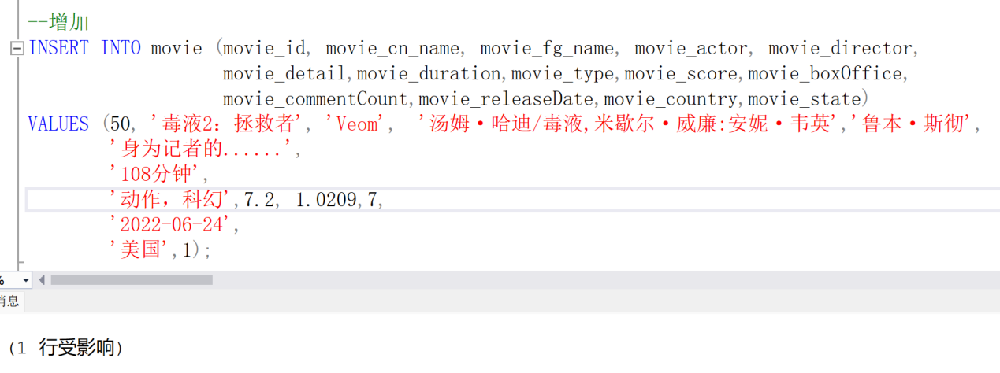 --增加
INSERT INTO movie (movie_id, movie_cn_name, movie_fg_name, movie_actor, movie_director,
movie_detail,movie_duration,movie_type,movie_score,movie_boxOffice,
movie_commentCount,movie_releaseDate,movie_country,movie_state)
VALUES (50, '毒液2：拯救者', 'Veom', '汤姆·哈迪/毒液,米歇尔·威廉:安妮·韦英','鲁本·斯彻',
'身为记者的......',
'108分钟',
'动作，科幻',7.2, 1.0209,7,
'2022-06-24',
'美国',1);
%
消息
(1 行受影响)